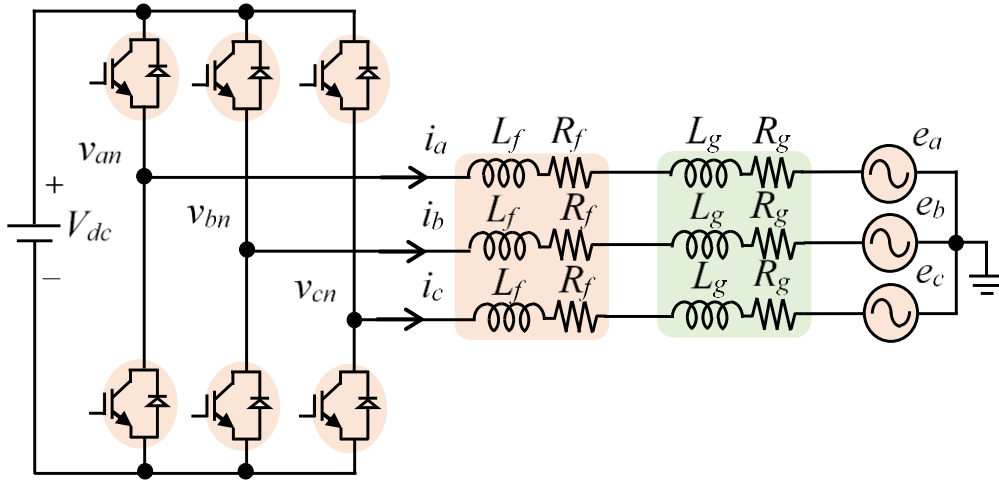 L_f R_f L_g R_g e_a
i_a
v_an
+
V_dc
–
v_bn
i_b
L_f R_f L_g R_g e_b
v_cn
i_c
L_f R_f L_g R_g e_c